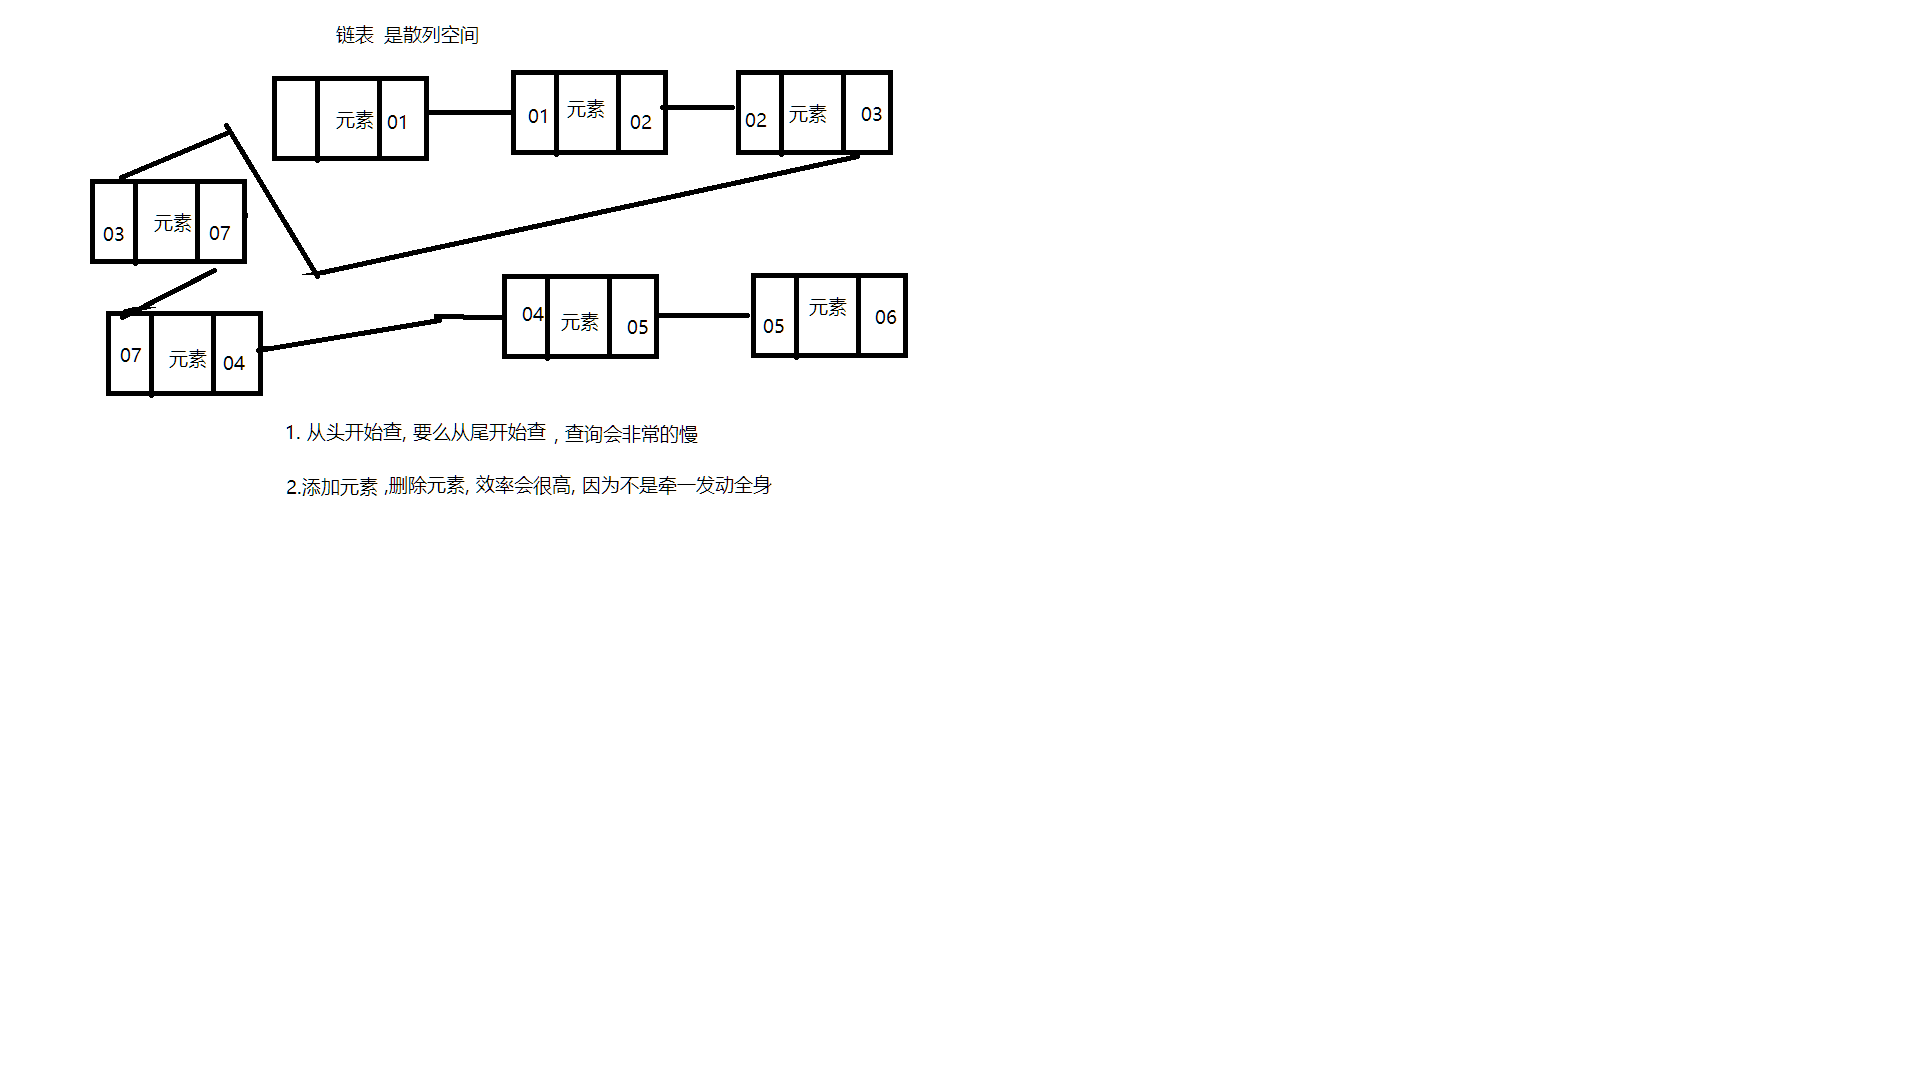 链表 是散列空间
元素 01
01 元素 02
02 元素 03
03 元素 07
04 元素 05
05 元素 06
07 元素 04
1. 从头开始查, 要么从尾开始查 , 查询会非常的慢
2.添加元素 ,删除元素, 效率会很高, 因为不是牵一发动全身